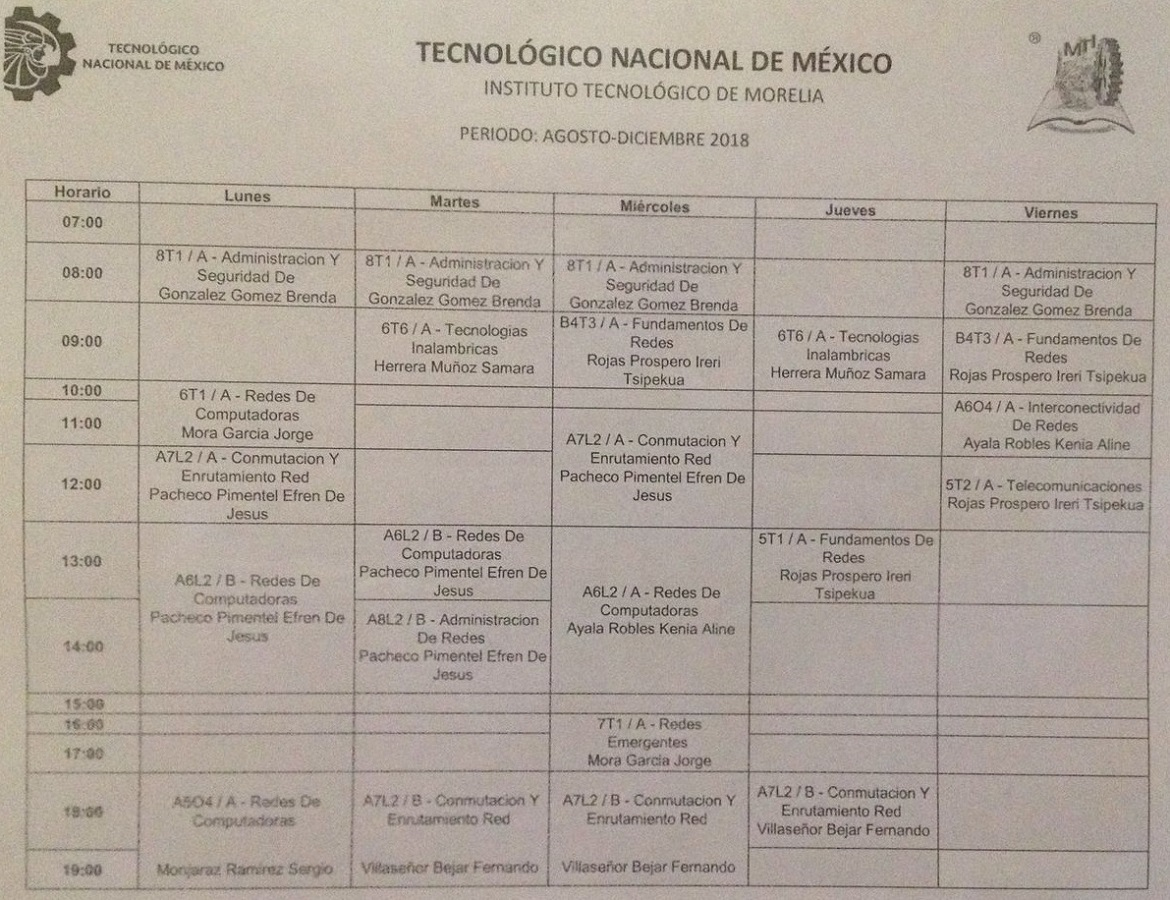 TECNOLÓGICO
NACIONAL DE MÉXICO
TECNOLÓGICO NACIONAL DE MÉXICO
INSTITUTO TECNOLÓGICO DE MORELIA
PERIODO: AGOSTO-DICIEMBRE 2018
®
MTI
Horario Lunes Martes Miércoles Jueves Viernes
07:00
08:00
8T1 / A - Administracion Y
Seguridad De
Gonzalez Gomez Brenda
8T1 / A - Administracion Y
Seguridad De
Gonzalez Gomez Brenda
8T1 / A - Administracion Y
Seguridad De
Gonzalez Gomez Brenda
8T1 / A - Administracion Y
Seguridad De
Gonzalez Gomez Brenda
09:00
6T6 / A - Tecnologias
Inalambricas
Herrera Muñoz Samara
B4T3 / A - Fundamentos De
Redes
Rojas Prospero Ireri
Tsipekua
6T6 / A - Tecnologias
Inalambricas
Herrera Muñoz Samara
B4T3 / A - Fundamentos De
Redes
Rojas Prospero Ireri Tsipekua
10:00
11:00
6T1 / A - Redes De
Computadoras
Mora Garcia Jorge
A7L2 / A - Conmutacion Y
Enrutamiento Red
Pacheco Pimentel Efren De
Jesus
A6O4 / A - Interconectividad
De Redes
Ayala Robles Kenia Aline
12:00
A7L2 / A - Conmutacion Y
Enrutamiento Red
Pacheco Pimentel Efren De
Jesus
5T2 / A - Telecomunicaciones
Rojas Prospero Ireri Tsipekua
13:00
A6L2 / B - Redes De
Computadoras
Pacheco Pimentel Efren De
Jesus
A6L2 / B - Redes De
Computadoras
Pacheco Pimentel Efren De
Jesus
A6L2 / A - Redes De
Computadoras
Ayala Robles Kenia Aline
5T1 / A - Fundamentos De
Redes
Rojas Prospero Ireri
Tsipekua
14:00
A8L2 / B - Administracion
De Redes
Pacheco Pimentel Efren De
Jesus
15:00
16:00
17:00
7T1 / A - Redes
Emergentes
Mora Garcia Jorge
18:00
A5O4 / A - Redes De
Computadoras
A7L2 / B - Conmutacion Y
Enrutamiento Red
A7L2 / B - Conmutacion Y
Enrutamiento Red
A7L2 / B - Conmutacion Y
Enrutamiento Red
Villaseñor Bejar Fernando
19:00
Monjaraz Ramirez Sergio
Villaseñor Bejar Fernando
Villaseñor Bejar Fernando